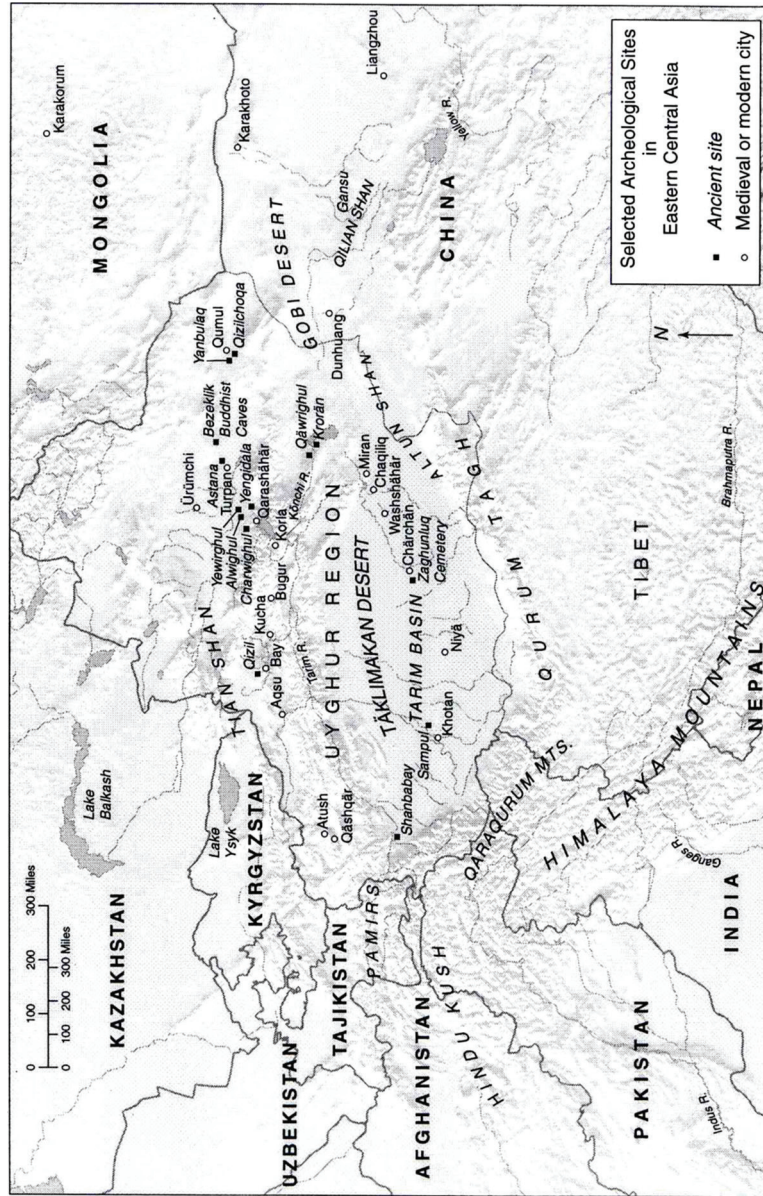 Selected Archeological Sites
in
Eastern Central Asia
■ Ancient site
○ Medieval or modern city
0 100 200 300 Miles
0 100 200 300 Miles
N
KAZAKHSTAN
Lake
Balkash
MONGOLIA
Karakorum
UZBEKISTAN
KYRGYZSTAN
Lake
Ysyk
TIAN SHAN
Ürümchi
Bezeklik
Buddhist
Caves
Astana
Turpan
Yengidala
Yewirghul
Alwighul
Charwighul
Qarashähär
Yanbulaq
Qumul
Qizilchoqa
Karakhoto
GOBI DESERT
Gansu
QILIAN SHAN
Liangzhou
Yellow R.
Dunhuang
CHINA
Qizil
Kucha
Bay
Aqsu
Bugur
Korla
Könchi R.
Qäwrighul
Krorän
Tarim R.
UYGHUR REGION
TÄKLIMAKAN DESERT
TARIM BASIN
Atush
Qäshqär
Shanbabay
Sampul
Khotan
Niyä
Chärchän
Zaghunluq
Cemetery
Washshähär
Chaqiliq
Miran
ALTUN SHAN
QURUM TAGH
TAJIKISTAN
PAMIRS
AFGHANISTAN
HINDU KUSH
QARAQURUM MTS.
HIMALAYA MOUNTAINS
TIBET
Brahmaputra R.
NEPAL
Ganges R.
INDIA
PAKISTAN
Indus R.